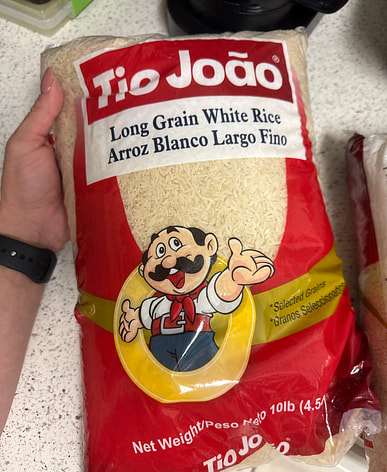 Tio João®
Long Grain White Rice
Arroz Blanco Largo Fino
*Selected Grains
*Granos Seleccionados
Net Weight/Peso Neto 10lb (4.5
Tio Jo